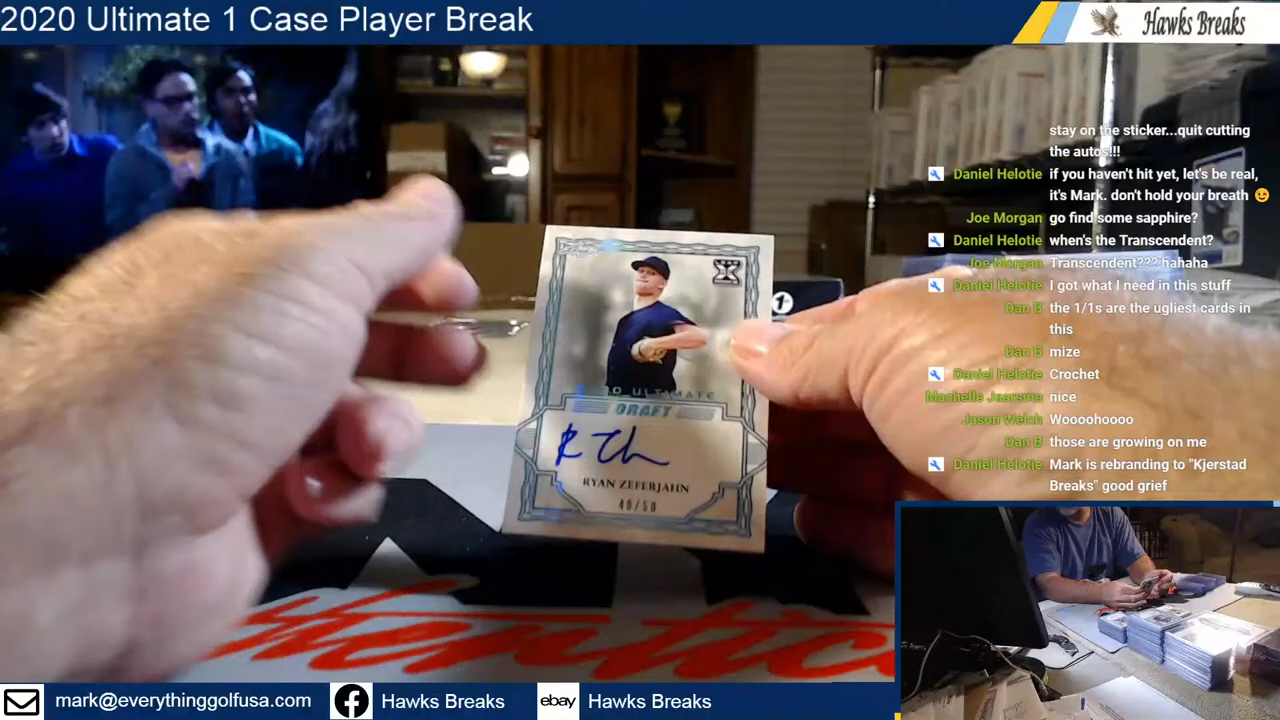 2020 Ultimate 1 Case Player Break
Hawks Breaks
stay on the sticker...quit cutting
the autos!!!
Daniel Helotie if you haven't hit yet, let's be real,
it's Mark. don't hold your breath 😉
Joe Morgan go find some sapphire?
Daniel Helotie when's the Transcendent?
Joe Morgan Transcendent??? hahaha
Daniel Helotie I got what I need in this stuff
Dan B the 1/1s are the ugliest cards in
this
Dan B mize
Daniel Helotie Crochet
Machelle Juarsma nice
Jason Welch Woooohoooo
Dan B those are growing on me
Daniel Helotie Mark is rebranding to "Kjerstad
Breaks" good grief
ULTIMATE
DRAFT
RYAN ZEFERJAHN
40/50
1
thentic
mark@everythinggolfusa.com
Hawks Breaks
ebay
Hawks Breaks